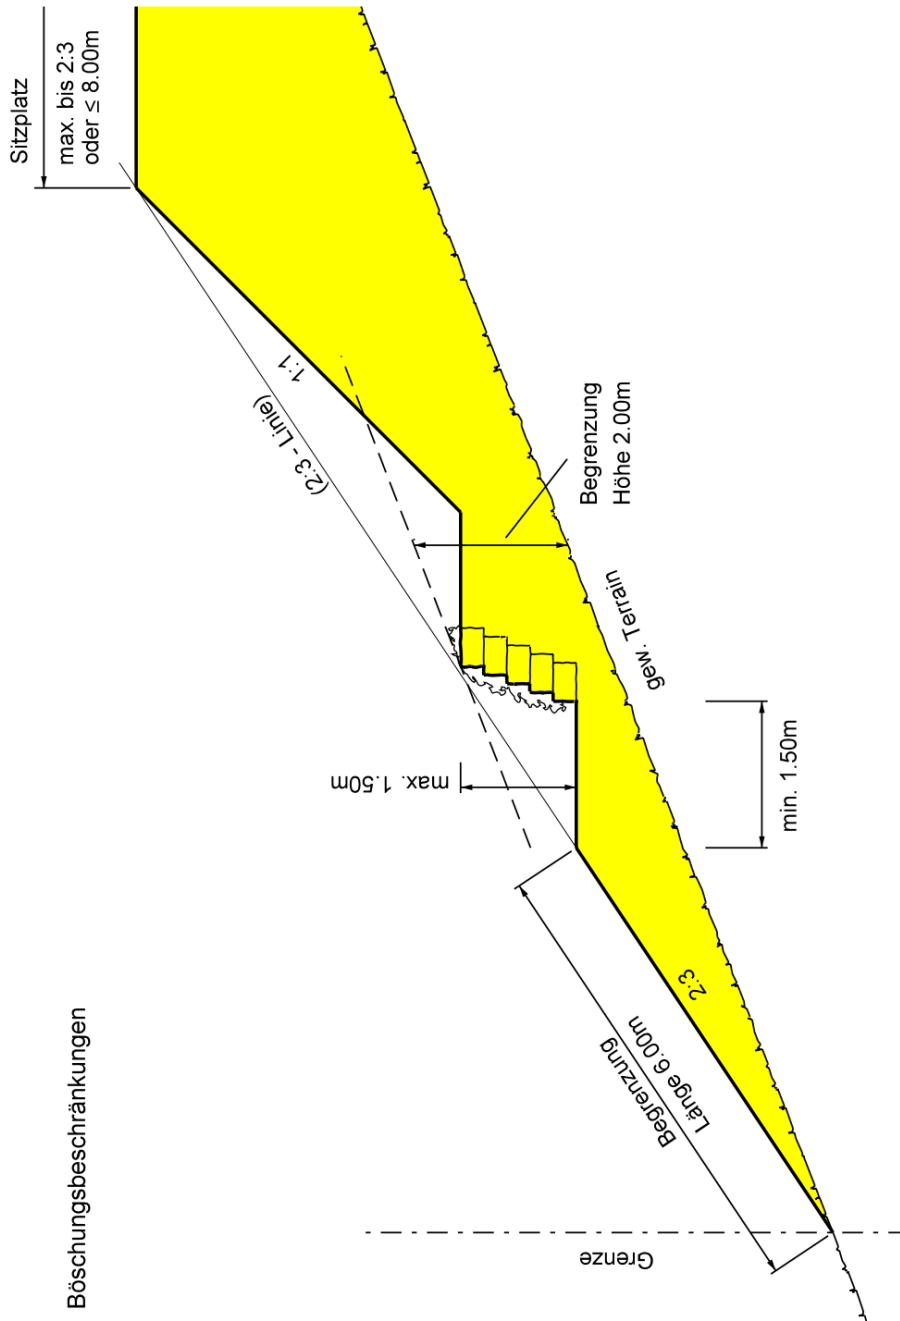 Böschungsbeschränkungen
Sitzplatz
max. bis 2:3
oder ≤ 8.00m
1:1
(2:3 - Linie)
Begrenzung
Höhe 2.00m
gew. Terrain
max. 1.50m
min. 1.50m
2:3
Begrenzung
Länge 6.00m
Grenze